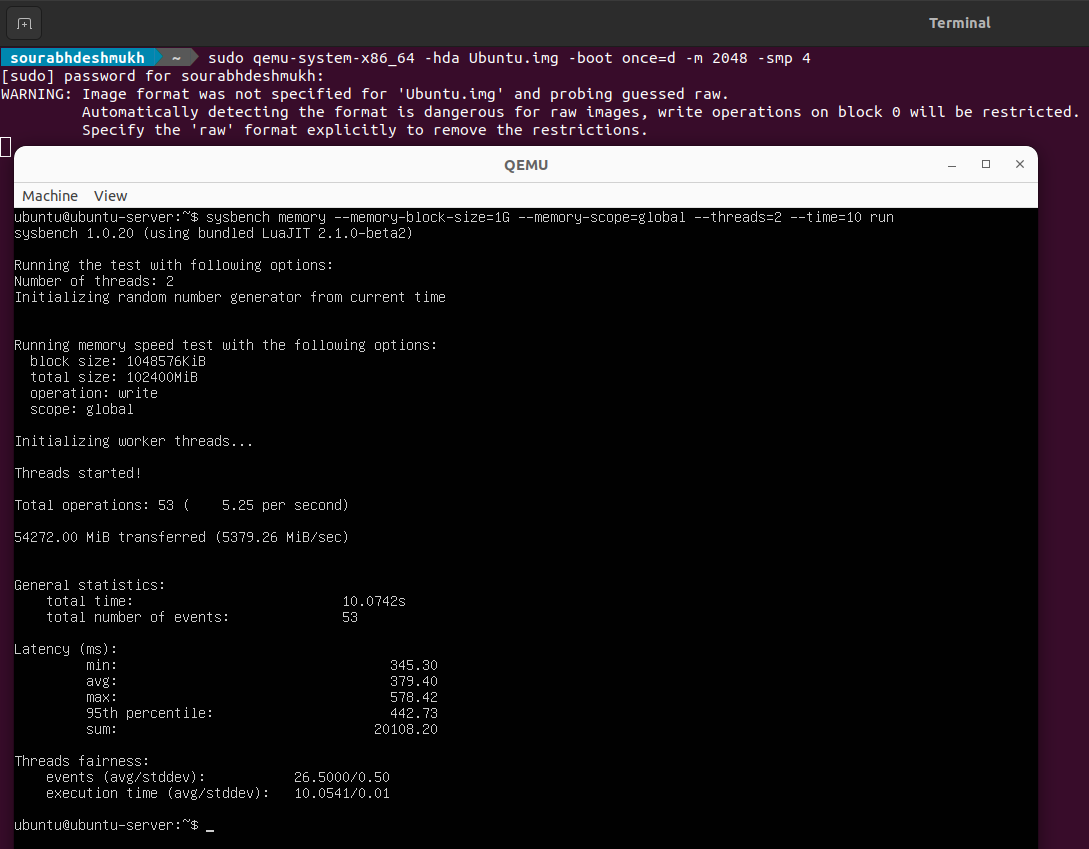 Terminal
sourabhdeshmukh ~ sudo qemu-system-x86_64 -hda Ubuntu.img -boot once=d -m 2048 -smp 4
[sudo] password for sourabhdeshmukh:
WARNING: Image format was not specified for 'Ubuntu.img' and probing guessed raw.
Automatically detecting the format is dangerous for raw images, write operations on block 0 will be restricted.
Specify the 'raw' format explicitly to remove the restrictions.
QEMU
Machine View
ubuntu@ubuntu-server:~$ sysbench memory --memory-block-size=1G --memory-scope=global --threads=2 --time=10 run
sysbench 1.0.20 (using bundled LuaJIT 2.1.0-beta2)
Running the test with following options:
Number of threads: 2
Initializing random number generator from current time
Running memory speed test with the following options:
block size: 1048576KiB
total size: 102400MiB
operation: write
scope: global
Initializing worker threads...
Threads started!
Total operations: 53 (    5.25 per second)
54272.00 MiB transferred (5379.26 MiB/sec)
General statistics:
total time: 10.0742s
total number of events: 53
Latency (ms):
min: 345.30
avg: 379.40
max: 578.42
95th percentile: 442.73
sum: 20108.20
Threads fairness:
events (avg/stddev): 26.5000/0.50
execution time (avg/stddev): 10.0541/0.01
ubuntu@ubuntu-server:~$ _